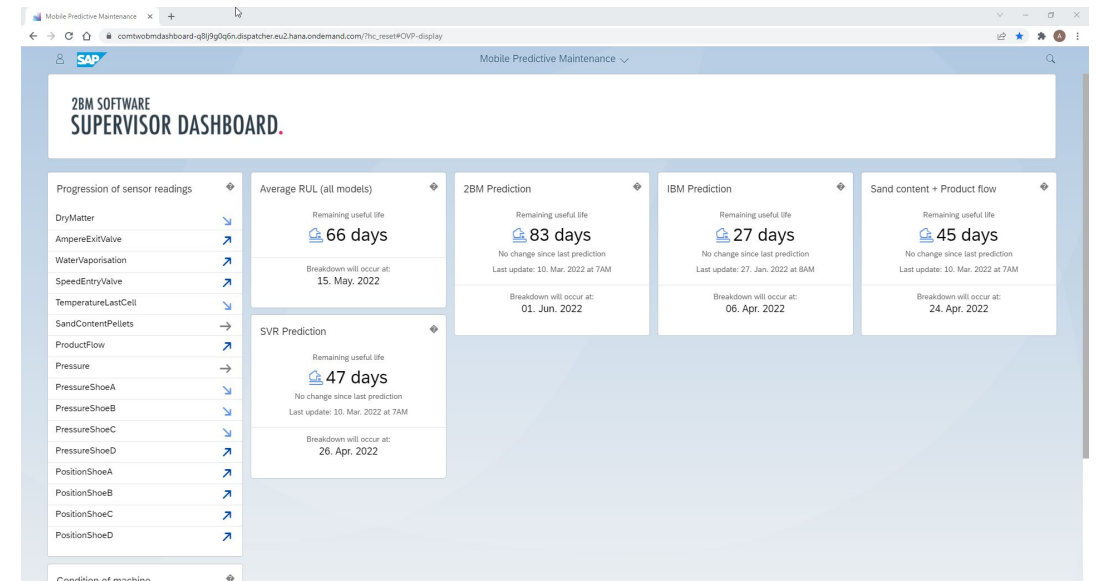 Mobile Predictive Maintenance
comtwobmdashboard-q8lj9g0q6n.dispatcher.eu2.hana.ondemand.com/?hc_reset#OVP-display
A
SAP
Mobile Predictive Maintenance
2BM SOFTWARE
SUPERVISOR DASHBOARD.
Progression of sensor readings
DryMatter
AmpereExitValve
WaterVaporisation
SpeedEntryValve
TemperatureLastCell
SandContentPellets
ProductFlow
Pressure
PressureShoeA
PressureShoeB
PressureShoeC
PressureShoeD
PositionShoeA
PositionShoeB
PositionShoeC
PositionShoeD
Condition of machine
Average RUL (all models)
Remaining useful life
66 days
Breakdown will occur at:
15. May. 2022
SVR Prediction
Remaining useful life
47 days
No change since last prediction
Last update: 10. Mar. 2022 at 7AM
Breakdown will occur at:
26. Apr. 2022
2BM Prediction
Remaining useful life
83 days
No change since last prediction
Last update: 10. Mar. 2022 at 7AM
Breakdown will occur at:
01. Jun. 2022
IBM Prediction
Remaining useful life
27 days
No change since last prediction
Last update: 27. Jan. 2022 at 8AM
Breakdown will occur at:
06. Apr. 2022
Sand content + Product flow
Remaining useful life
45 days
No change since last prediction
Last update: 10. Mar. 2022 at 7AM
Breakdown will occur at:
24. Apr. 2022